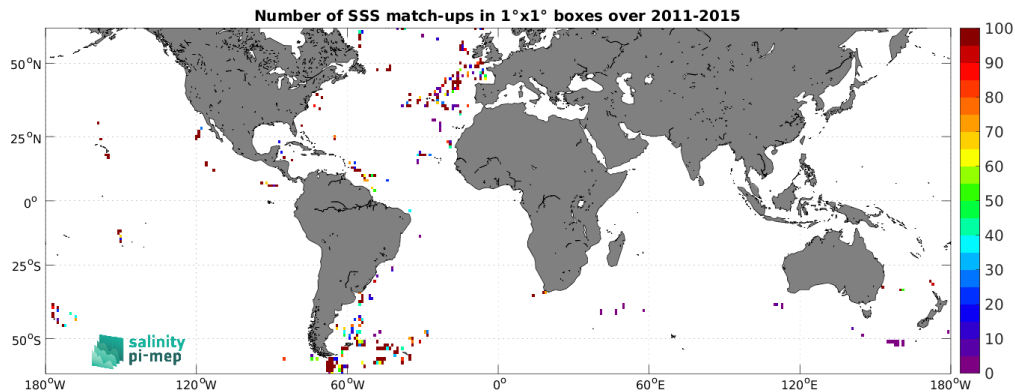 Number of SSS match-ups in 1°x1° boxes over 2011-2015
50°N
25°N
0°
25°S
50°S
180°W
120°W
60°W
0°
60°E
120°E
180°W
100
90
80
70
60
50
40
30
20
10
0
salinity
pi-mep